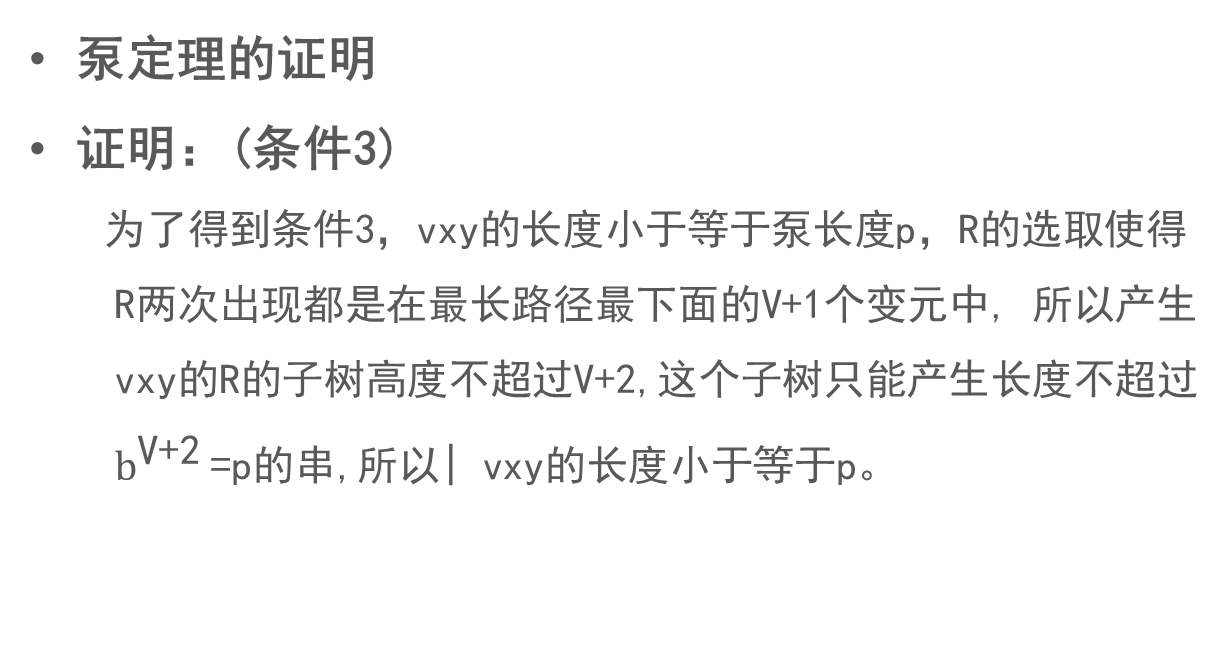 • 泵定理的证明
• 证明：(条件3)
为了得到条件3，vxy的长度小于等于泵长度p，R的选取使得
R两次出现都是在最长路径最下面的V+1个变元中, 所以产生
vxy的R的子树高度不超过V+2,这个子树只能产生长度不超过
b^V+2 =p的串,所以| vxy的长度小于等于p。